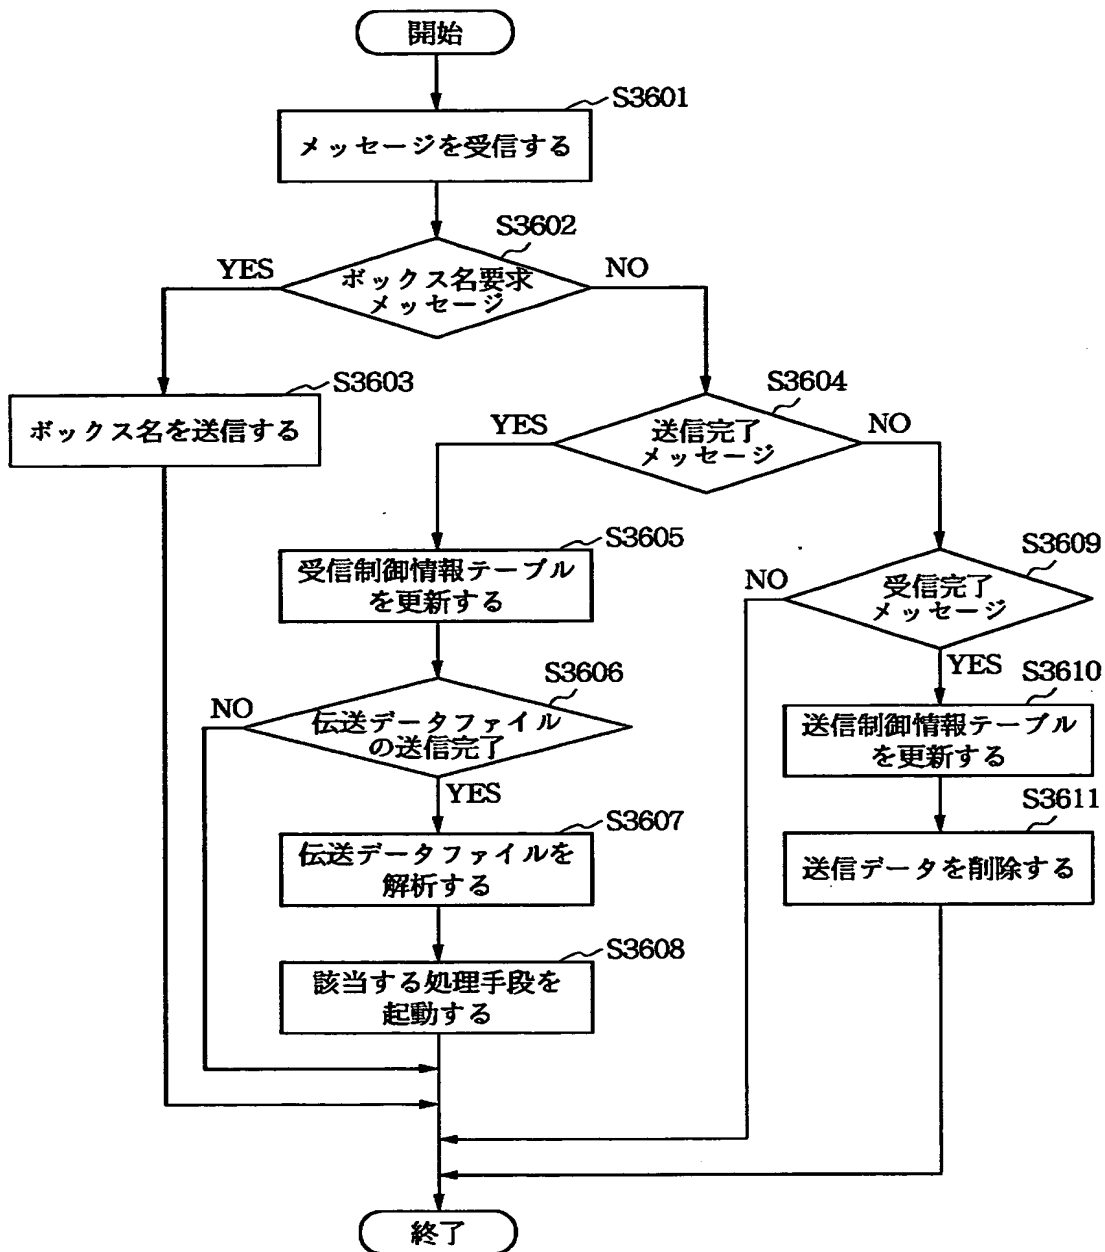 開始
S3601
メッセージを受信する
S3602
YES
ボックス名要求
メッセージ
NO
S3603
ボックス名を送信する
S3604
YES
送信完了
メッセージ
NO
S3605
受信制御情報テーブル
を更新する
S3609
NO
受信完了
メッセージ
YES
S3606
NO
伝送データファイル
の送信完了
YES
S3610
送信制御情報テーブル
を更新する
S3607
伝送データファイルを
解析する
S3611
送信データを削除する
S3608
該当する処理手段を
起動する
終了